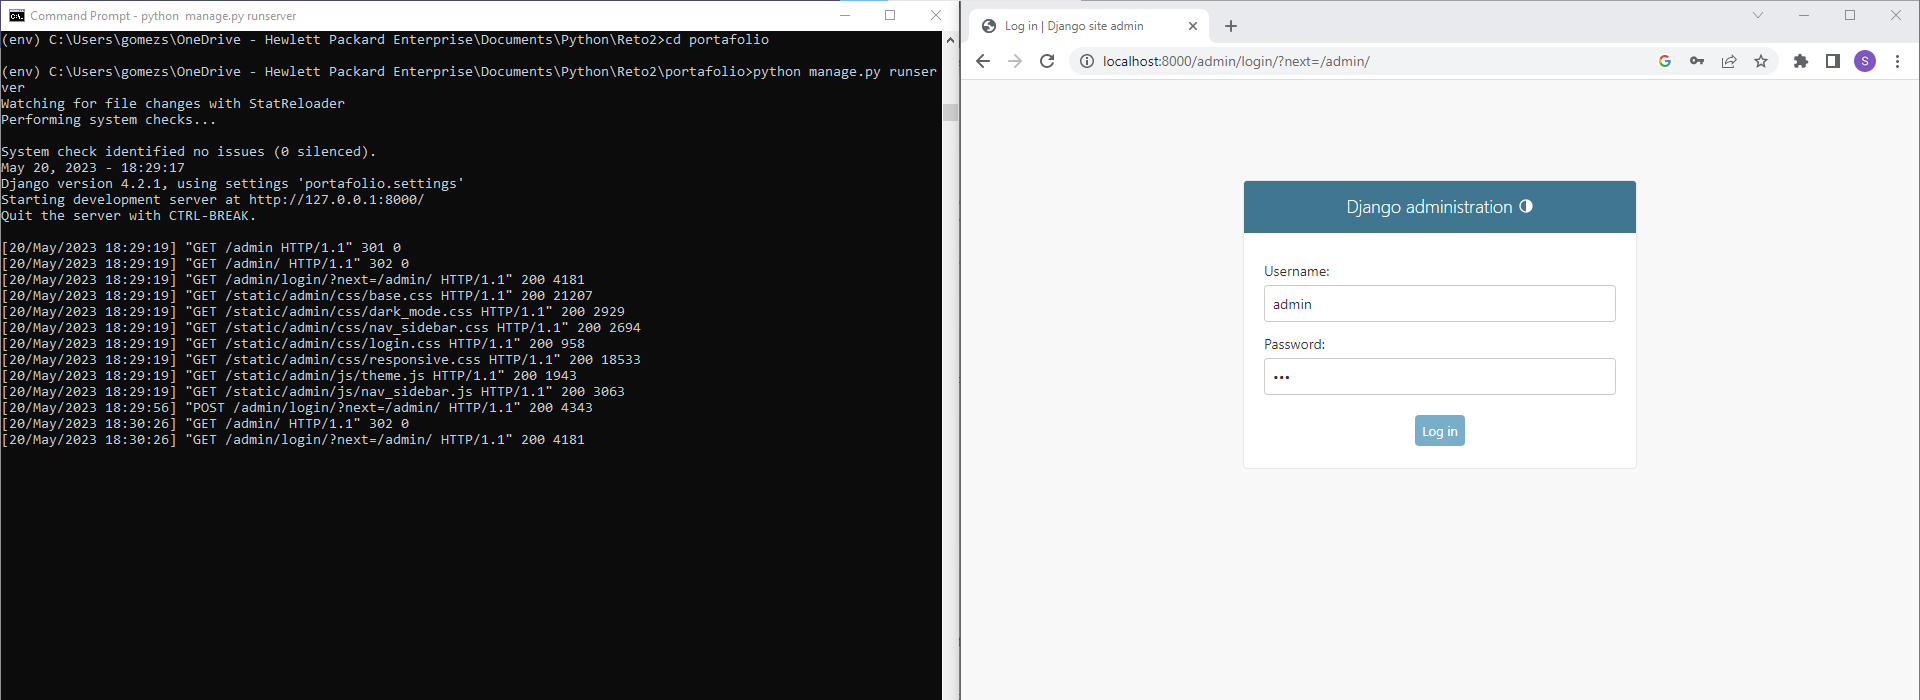 Command Prompt - python  manage.py runserver
(env) C:\Users\gomezs\OneDrive - Hewlett Packard Enterprise\Documents\Python\Reto2>cd portafolio
(env) C:\Users\gomezs\OneDrive - Hewlett Packard Enterprise\Documents\Python\Reto2\portafolio>python manage.py runser
ver
Watching for file changes with StatReloader
Performing system checks...
System check identified no issues (0 silenced).
May 20, 2023 - 18:29:17
Django version 4.2.1, using settings 'portafolio.settings'
Starting development server at http://127.0.0.1:8000/
Quit the server with CTRL-BREAK.
[20/May/2023 18:29:19] "GET /admin HTTP/1.1" 301 0
[20/May/2023 18:29:19] "GET /admin/ HTTP/1.1" 302 0
[20/May/2023 18:29:19] "GET /admin/login/?next=/admin/ HTTP/1.1" 200 4181
[20/May/2023 18:29:19] "GET /static/admin/css/base.css HTTP/1.1" 200 21207
[20/May/2023 18:29:19] "GET /static/admin/css/dark_mode.css HTTP/1.1" 200 2929
[20/May/2023 18:29:19] "GET /static/admin/css/nav_sidebar.css HTTP/1.1" 200 2694
[20/May/2023 18:29:19] "GET /static/admin/css/login.css HTTP/1.1" 200 958
[20/May/2023 18:29:19] "GET /static/admin/css/responsive.css HTTP/1.1" 200 18533
[20/May/2023 18:29:19] "GET /static/admin/js/theme.js HTTP/1.1" 200 1943
[20/May/2023 18:29:19] "GET /static/admin/js/nav_sidebar.js HTTP/1.1" 200 3063
[20/May/2023 18:29:56] "POST /admin/login/?next=/admin/ HTTP/1.1" 200 4343
[20/May/2023 18:30:26] "GET /admin/ HTTP/1.1" 302 0
[20/May/2023 18:30:26] "GET /admin/login/?next=/admin/ HTTP/1.1" 200 4181
Log in | Django site admin
localhost:8000/admin/login/?next=/admin/
S
Django administration
Username:
admin
Password:
•••
Log in